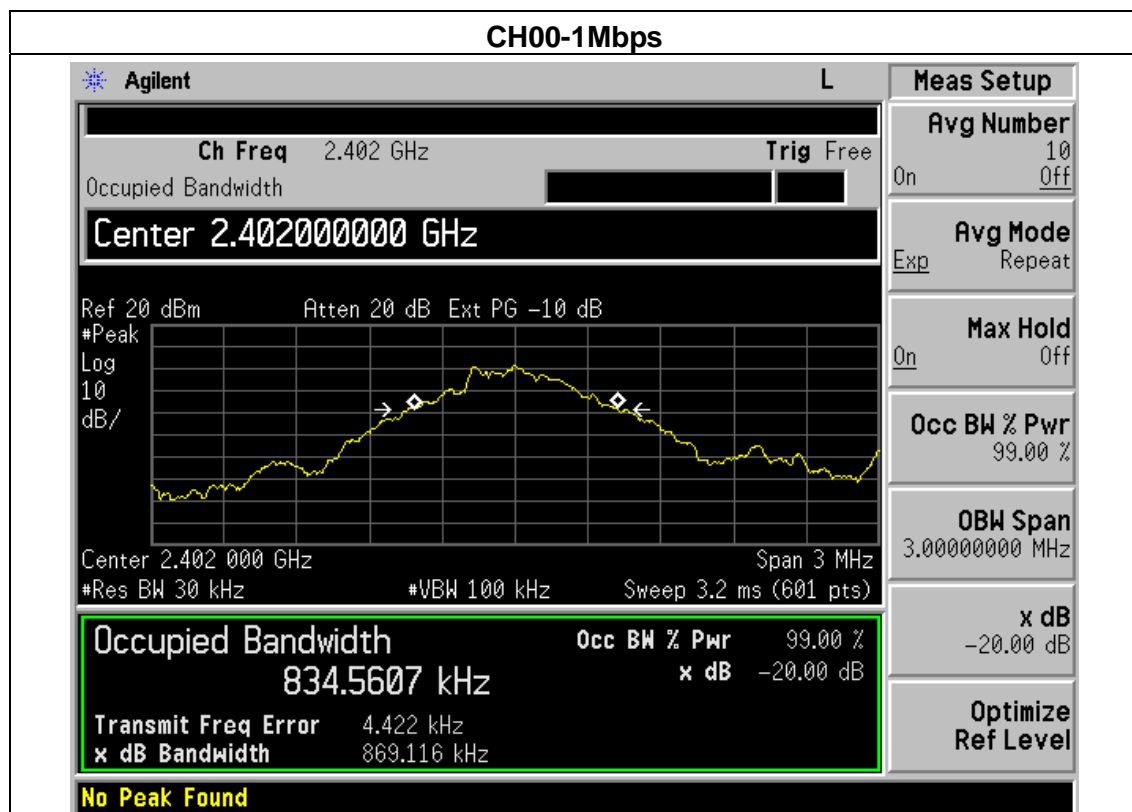 CH00-1Mbps
Agilent L
Ch Freq 2.402 GHz Trig Free
Occupied Bandwidth
Center 2.402000000 GHz
Ref 20 dBm Atten 20 dB Ext PG -10 dB
#Peak
Log
10
dB/
Center 2.402 000 GHz Span 3 MHz
#Res BW 30 kHz #VBW 100 kHz Sweep 3.2 ms (601 pts)
Occupied Bandwidth Occ BW % Pwr 99.00 %
834.5607 kHz x dB -20.00 dB
Transmit Freq Error 4.422 kHz
x dB Bandwidth 869.116 kHz
No Peak Found
Meas Setup
Avg Number
10
On Off
Avg Mode
Exp Repeat
Max Hold
On Off
Occ BW % Pwr
99.00 %
OBW Span
3.00000000 MHz
x dB
-20.00 dB
Optimize
Ref Level